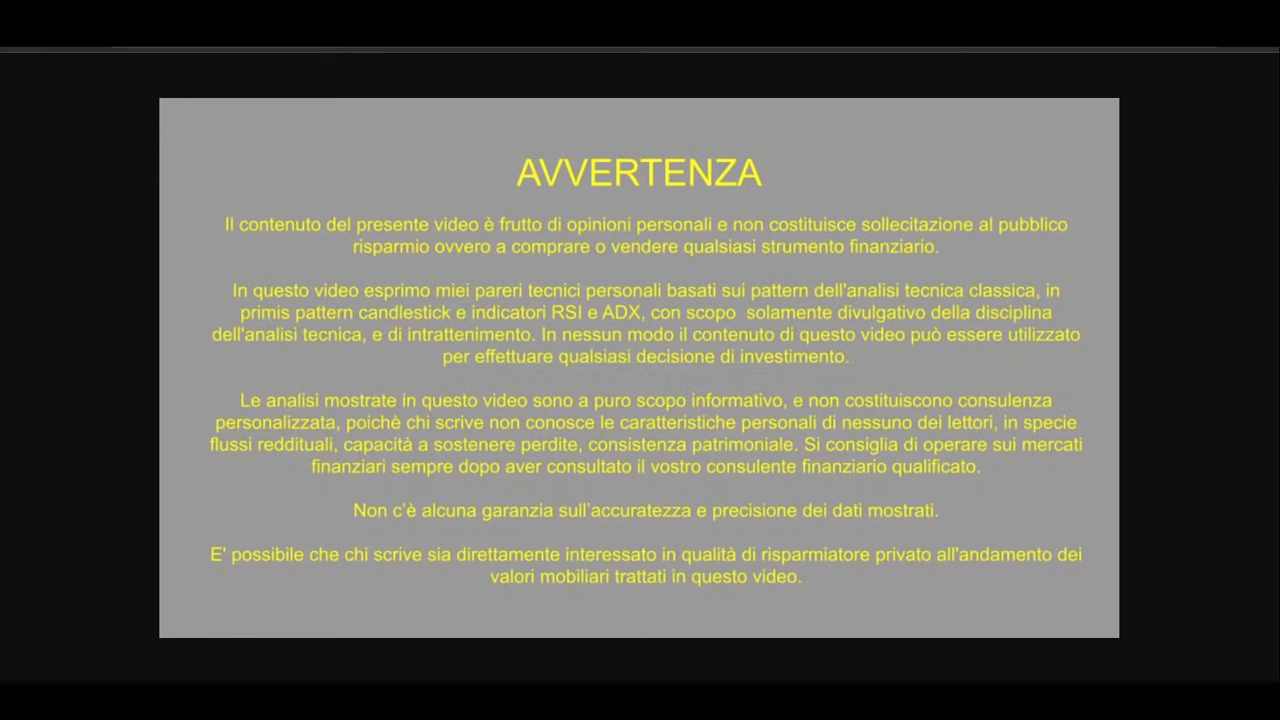 AVVERTENZA
Il contenuto del presente video è frutto di opinioni personali e non costituisce sollecitazione al pubblico
risparmio ovvero a comprare o vendere qualsiasi strumento finanziario.
In questo video esprimo miei pareri tecnici personali basati sui pattern dell'analisi tecnica classica, in
primis pattern candlestick e indicatori RSI e ADX, con scopo  solamente divulgativo della disciplina
dell'analisi tecnica, e di intrattenimento. In nessun modo il contenuto di questo video può essere utilizzato
per effettuare qualsiasi decisione di investimento.
Le analisi mostrate in questo video sono a puro scopo informativo, e non costituiscono consulenza
personalizzata, poichè chi scrive non conosce le caratteristiche personali di nessuno dei lettori, in specie
flussi reddituali, capacità a sostenere perdite, consistenza patrimoniale. Si consiglia di operare sui mercati
finanziari sempre dopo aver consultato il vostro consulente finanziario qualificato.
Non c’è alcuna garanzia sull’accuratezza e precisione dei dati mostrati.
E' possibile che chi scrive sia direttamente interessato in qualità di risparmiatore privato all'andamento dei
valori mobiliari trattati in questo video.